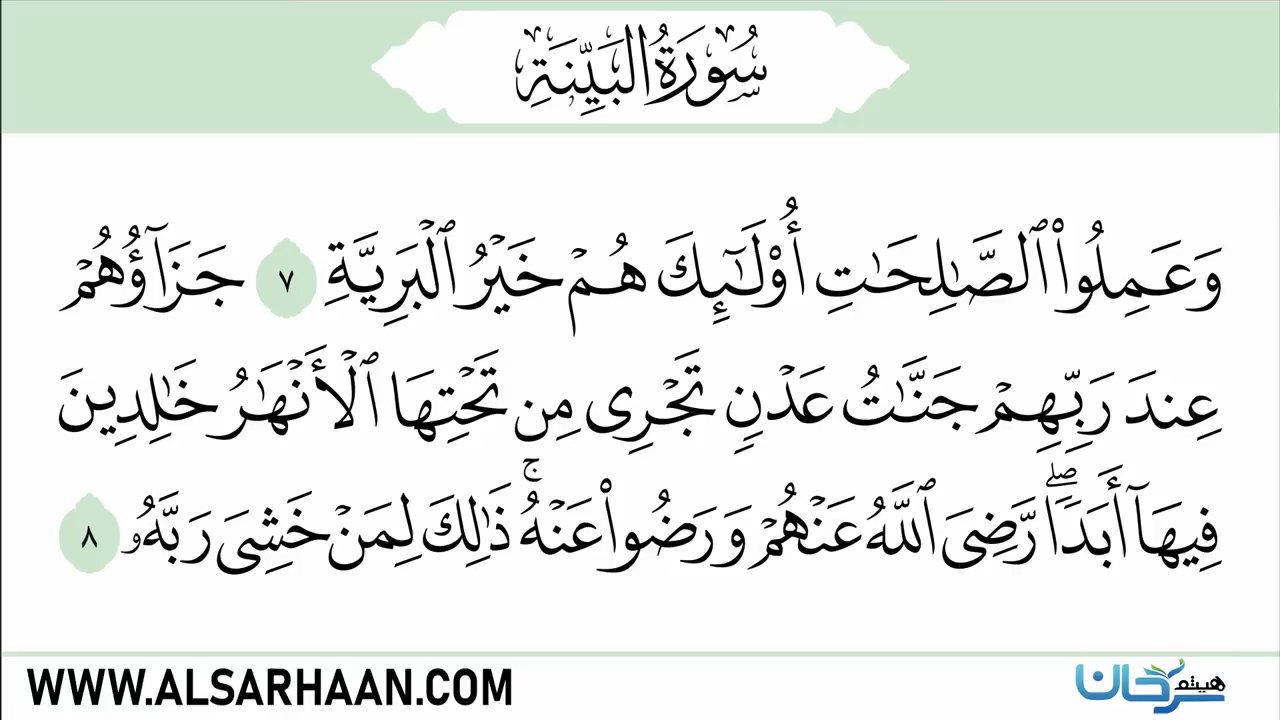 سُورَةُ البَيِّنَةِ
وَعَمِلُوا۟ ٱلصَّـٰلِحَـٰتِ أُو۟لَـٰٓئِكَ هُمْ خَيْرُ ٱلْبَرِيَّةِ ٧ جَزَآؤُهُمْ
عِندَ رَبِّهِمْ جَنَّـٰتُ عَدْنٍ تَجْرِى مِن تَحْتِهَا ٱلْأَنْهَـٰرُ خَـٰلِدِينَ
فِيهَآ أَبَدًا ۖ رَّضِىَ ٱللَّهُ عَنْهُمْ وَرَضُوا۟ عَنْهُ ۚ ذَٰلِكَ لِمَنْ خَشِىَ رَبَّهُۥ ٨
WWW.ALSARHAAN.COM
هيثم سرحان